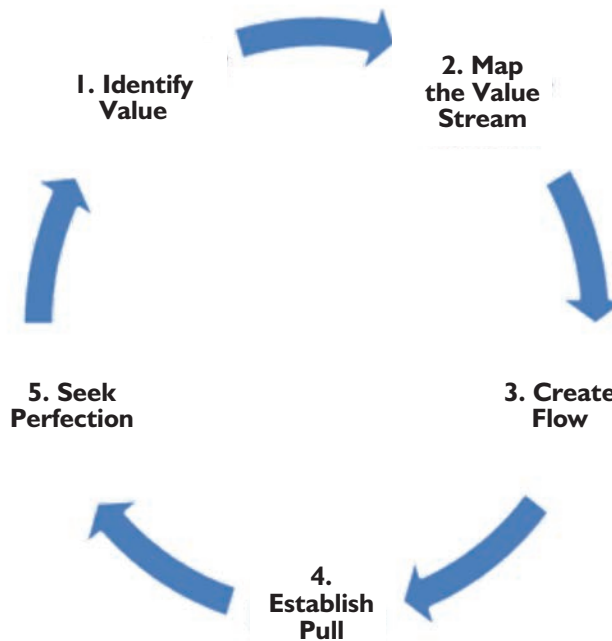 1. Identify
Value
2. Map
the Value
Stream
3. Create
Flow
4.
Establish
Pull
5. Seek
Perfection